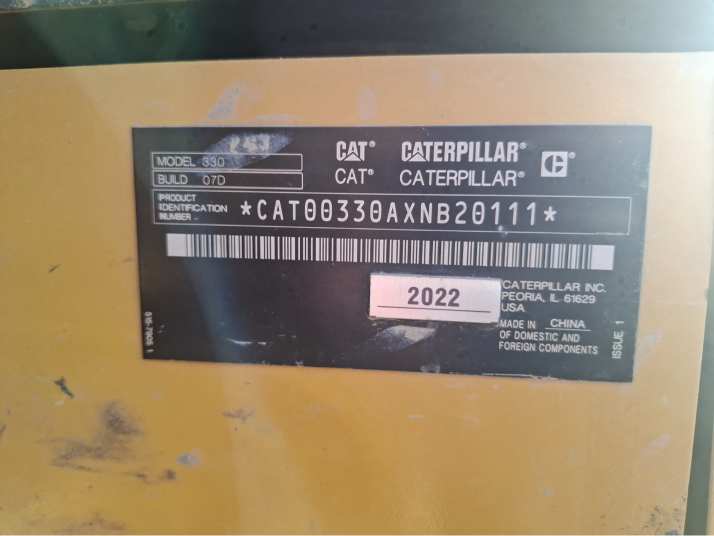 MODEL 330
BUILD 07D
CAT® CATERPILLAR®
CAT® CATERPILLAR® C®
PRODUCT
IDENTIFICATION
NUMBER
*CAT00330AXNB20111*
2022
CATERPILLAR INC.
PEORIA, IL 61629
USA
MADE IN CHINA
OF DOMESTIC AND
FOREIGN COMPONENTS
ISSUE 1